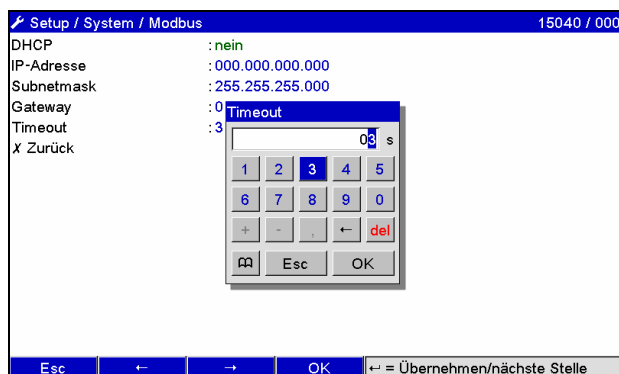 Setup / System / Modbus 15040 / 000
DHCP : nein
IP-Adresse : 000.000.000.000
Subnetmask : 255.255.255.000
Gateway : 0
Timeout : 3
X Zurück
Timeout
03 s
1 2 3 4 5
6 7 8 9 0
+ - , ← del
Esc OK
Esc ← → OK ↵ = Übernehmen/nächste Stelle